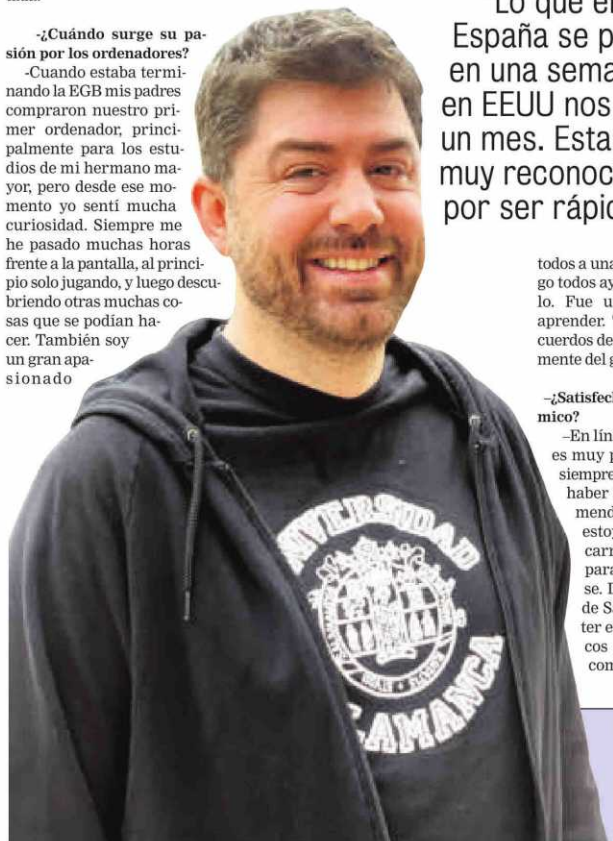 -¿Cuándo surge su pa-
sión por los ordenadores?
-Cuando estaba termi-
nando la EGB mis padres
compraron nuestro pri-
mer ordenador, princi-
palmente para los estu-
dios de mi hermano ma-
yor, pero desde ese mo-
mento yo sentí mucha
curiosidad. Siempre me
he pasado muchas horas
frente a la pantalla, al princi-
pio solo jugando, y luego descu-
briendo otras muchas co-
sas que se podían ha-
cer. También soy
un gran apa-
sionado
Lo que en
España se p
en una sema
en EEUU nos
un mes. Esta
muy reconoc
por ser rápid
todos a una
go todos ay
lo. Fue u
aprender.
cuerdos de
mente del g
–¿Satisfech
mico?
–En lín
es muy p
siempre
haber
mend
esto
carr
para
se.
de S
ter e
cos
com
VERSIDAD
LAMANCA